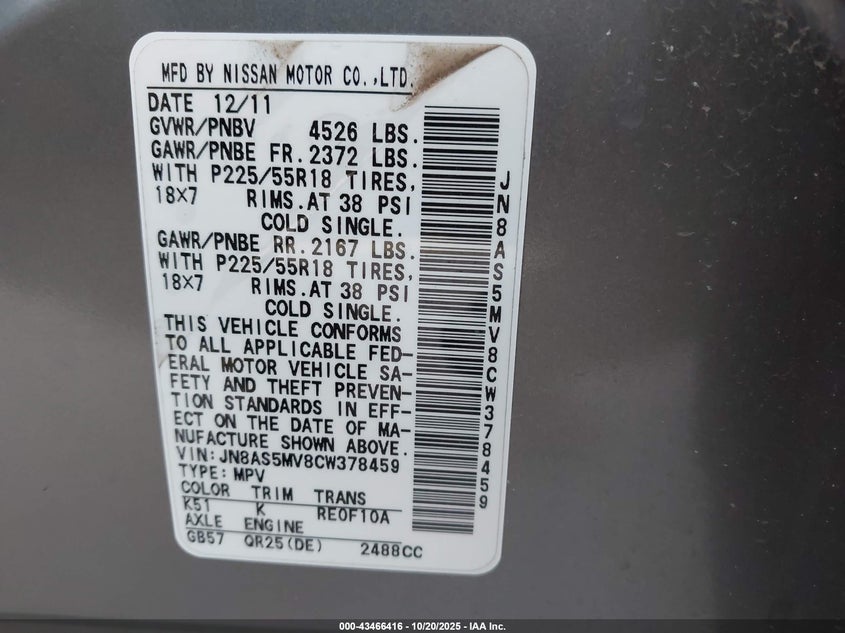 MFD BY NISSAN MOTOR CO.,LTD.
DATE 12/11
GVWR/PNBV 4526 LBS.
GAWR/PNBE FR.2372 LBS.
WITH P225/55R18 TIRES,
18X7 RIMS.AT 38 PSI
COLD SINGLE.
GAWR/PNBE RR.2167 LBS.
WITH P225/55R18 TIRES,
18X7 RIMS.AT 38 PSI
COLD SINGLE.
THIS VEHICLE CONFORMS
TO ALL APPLICABLE FED-
ERAL MOTOR VEHICLE SA-
FETY AND THEFT PREVEN-
TION STANDARDS IN EFF-
ECT ON THE DATE OF MA-
NUFACTURE SHOWN ABOVE.
VIN:JN8AS5MV8CW378459
TYPE:MPV
COLOR TRIM TRANS
K51 K RE0F10A
AXLE ENGINE
GB57 QR25(DE) 2488CC
JN8AS5MV8CW378459
000-43466416 - 10/20/2025 - IAA Inc.